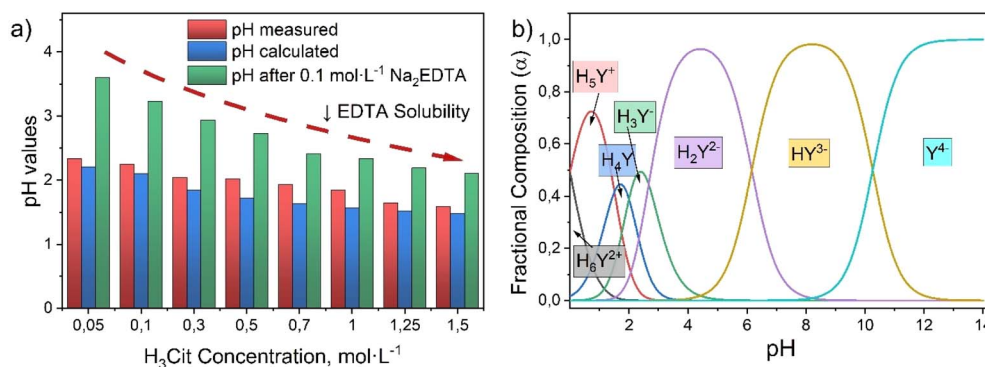 a)
pH measured
pH calculated
pH after 0.1 mol·L⁻¹ Na₂EDTA
↓ EDTA Solubility
pH values
4
3
2
1
0
0,05 0,1 0,3 0,5 0,7 1 1,25 1,5
H₃Cit Concentration, mol·L⁻¹
b)
Fractional Composition (α)
1,0
0,8
0,6
0,4
0,2
0,0
H₅Y⁺
H₃Y⁻
H₄Y
H₂Y²⁻
HY³⁻
Y⁴⁻
H₆Y²⁺
2 4 6 8 10 12 14
pH